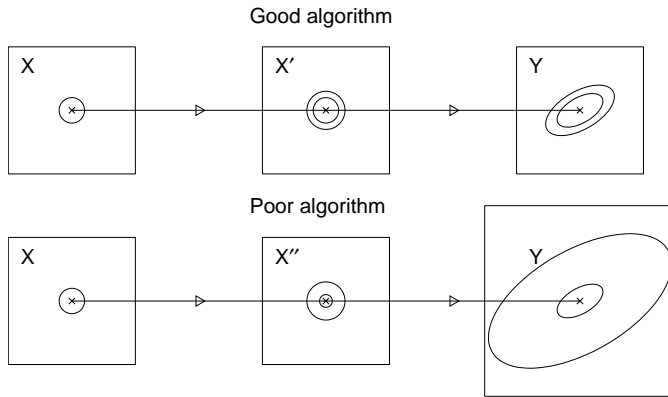 Good algorithm
X X′ Y
Poor algorithm
X X′′ Y